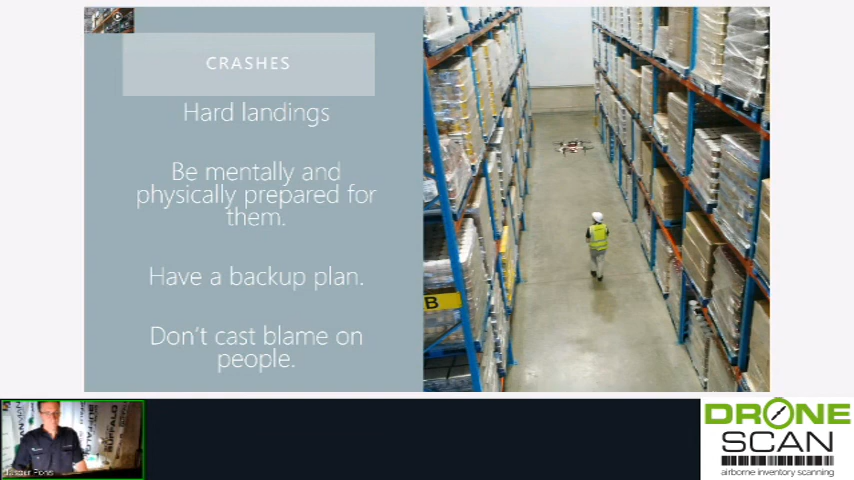 CRASHES
Hard landings
Be mentally and
physically prepared for
them.
Have a backup plan.
Don't cast blame on
people.
B
DRONE
SCAN
airborne inventory scanning